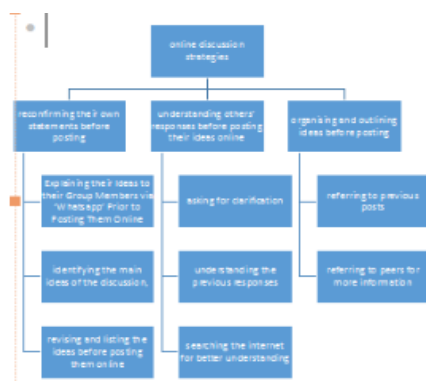 online discussion
strategies
reconfirming their own
statements before
posting
understanding others'
responses before posting
their ideas online
organising and outlining
ideas before posting
Explaining their Ideas to
their Group Members via
'Whatsapp' Prior to
Posting Them Online
asking for clarification
referring to previous
posts
identifying the main
ideas of the discussion,
understanding the
previous responses
referring to peers for
more information
revising and listing the
ideas before posting
them online
searching the internet
for better understanding